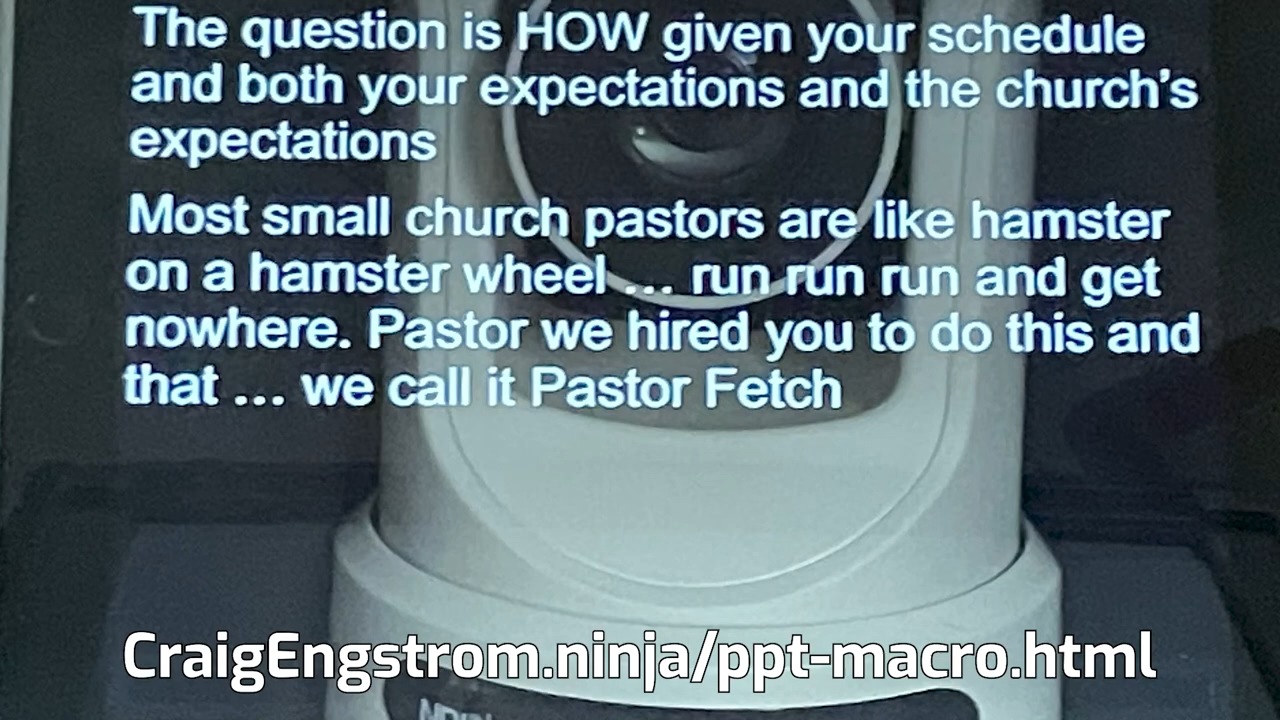 The question is HOW given your schedule
and both your expectations and the church’s
expectations
Most small church pastors are like hamster
on a hamster wheel … run run run and get
nowhere. Pastor we hired you to do this and
that … we call it Pastor Fetch
CraigEngstrom.ninja/ppt-macro.html